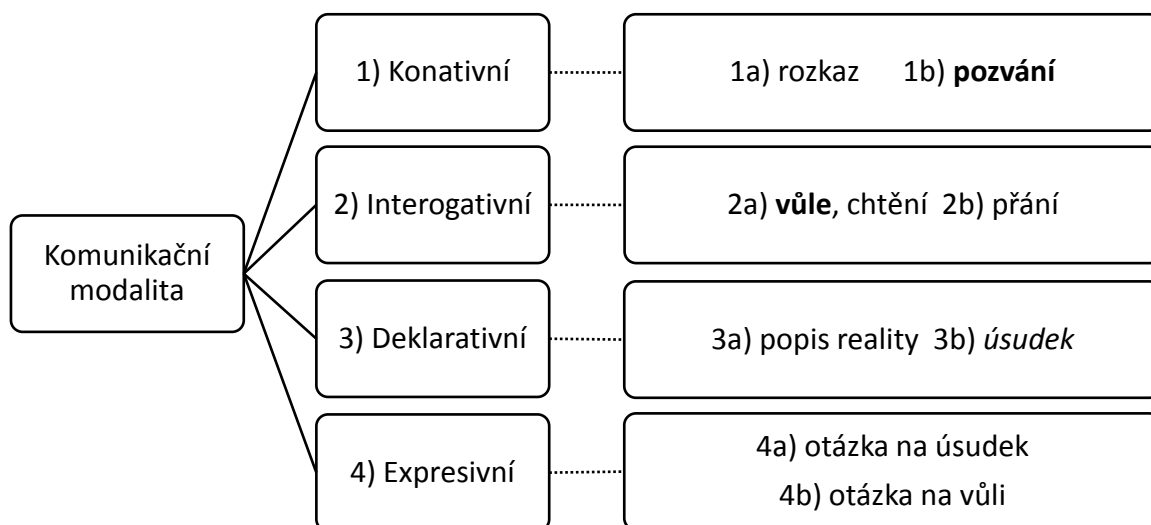 Komunikační
modalita
1) Konativní
1a) rozkaz 1b) pozvání
2) Interogativní
2a) vůle, chtění 2b) přání
3) Deklarativní
3a) popis reality 3b) úsudek
4) Expresivní
4a) otázka na úsudek
4b) otázka na vůli